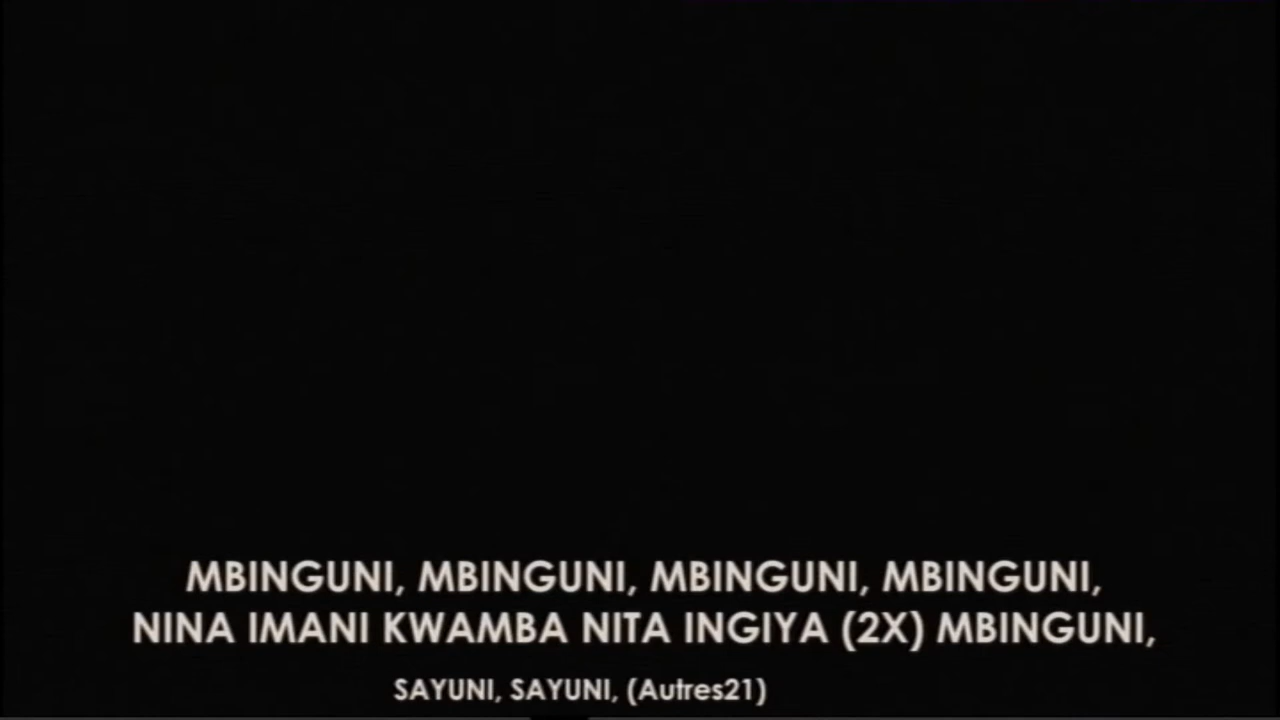 MBINGUNI, MBINGUNI, MBINGUNI, MBINGUNI,
NINA IMANI KWAMBA NITA INGIYA (2X) MBINGUNI,
SAYUNI, SAYUNI, (Autres21)